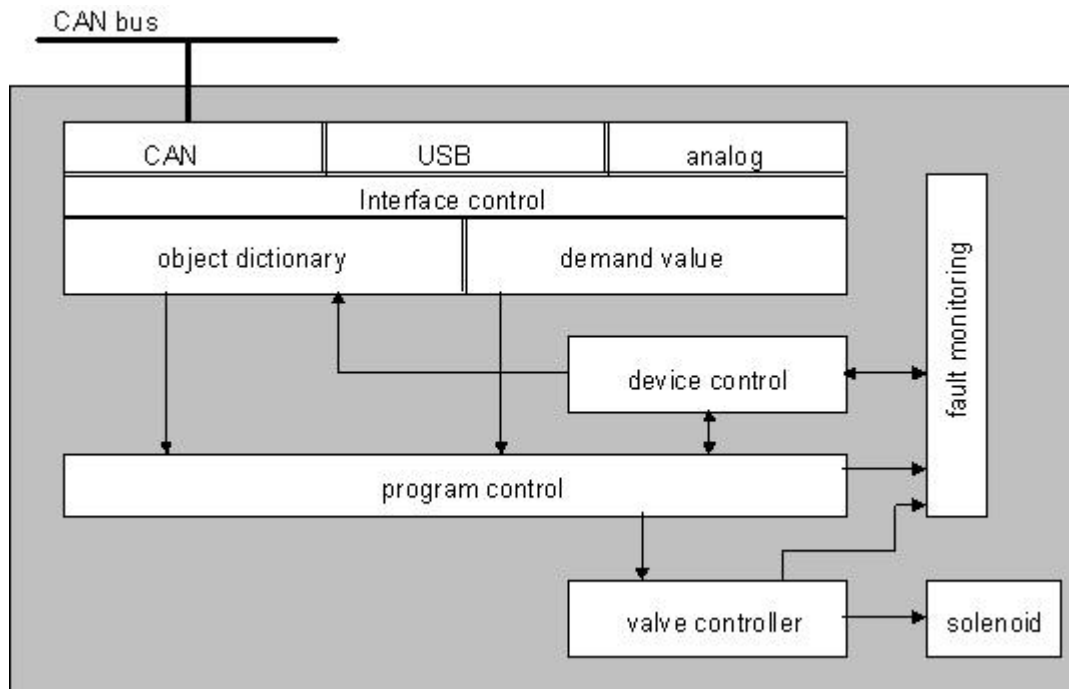 CAN bus
CAN
USB
analog
Interface control
object dictionary
demand value
device control
fault monitoring
program control
valve controller
solenoid